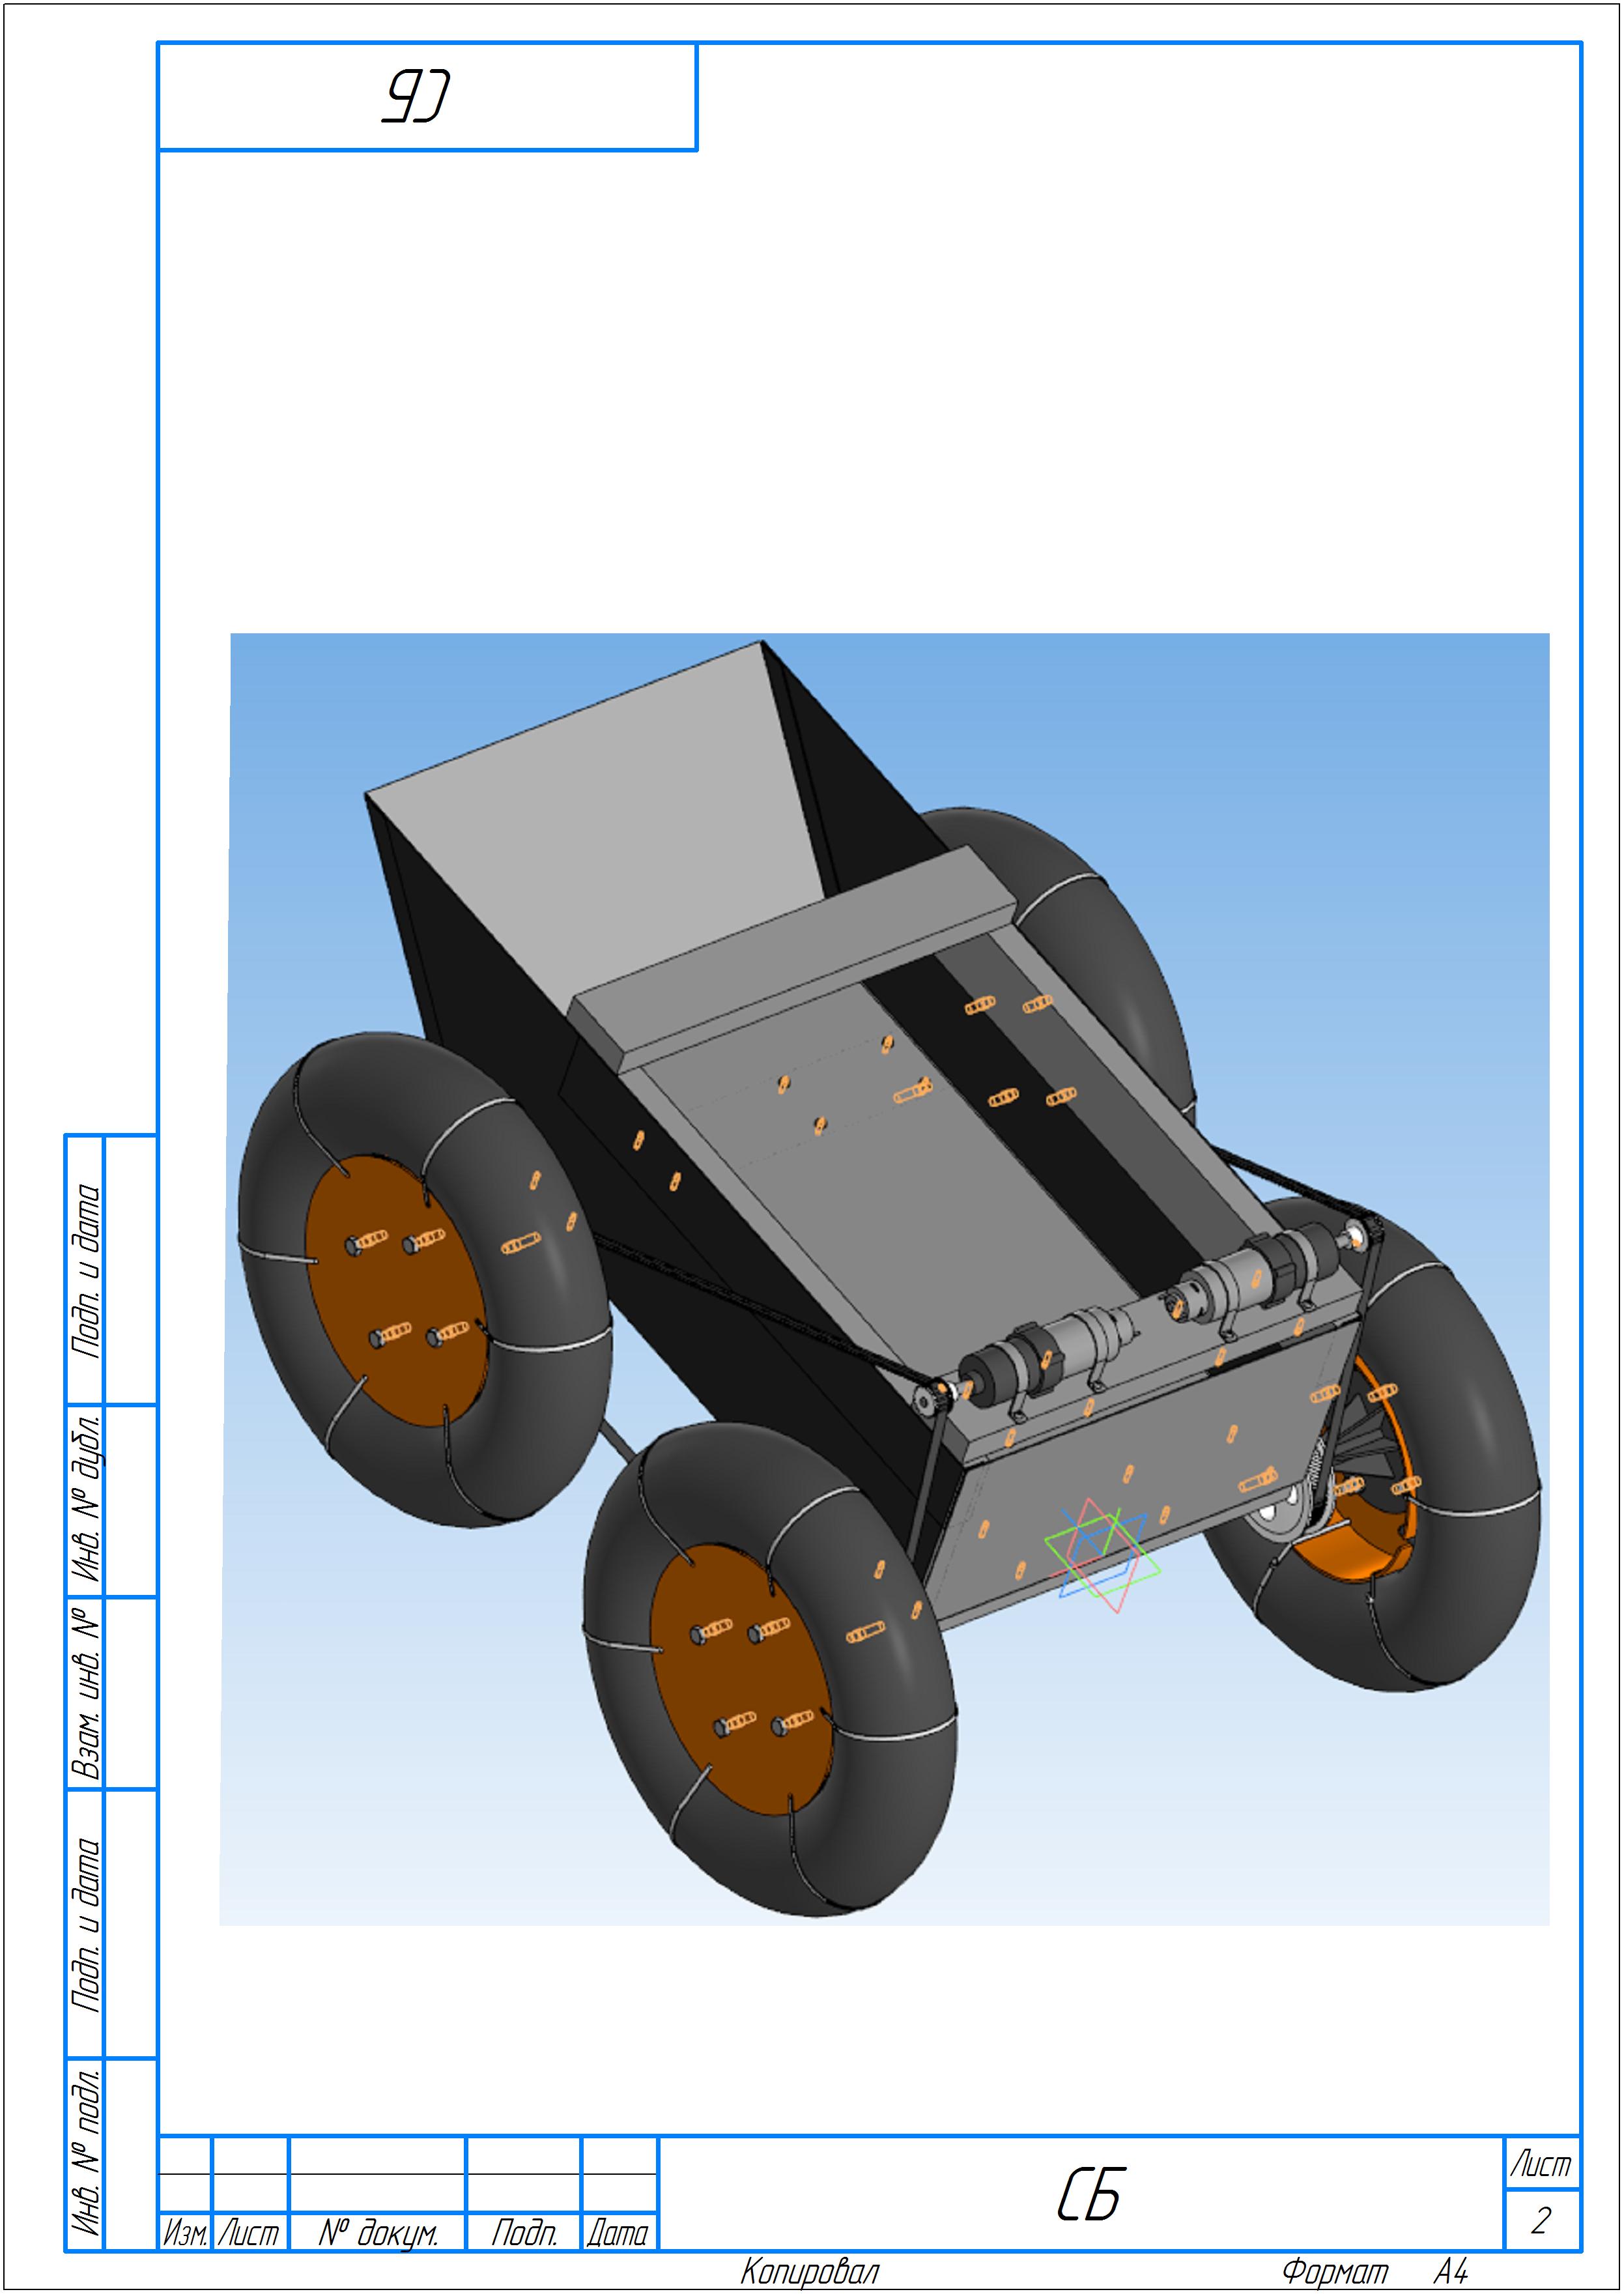 СБ
Подп. и дата
Инв. № дубл.
Взам. инв. №
Подп. и дата
Инв. № подл.
Изм. Лист № докум. Подп. Дата
СБ
Лист
2
Копировал Формат А4